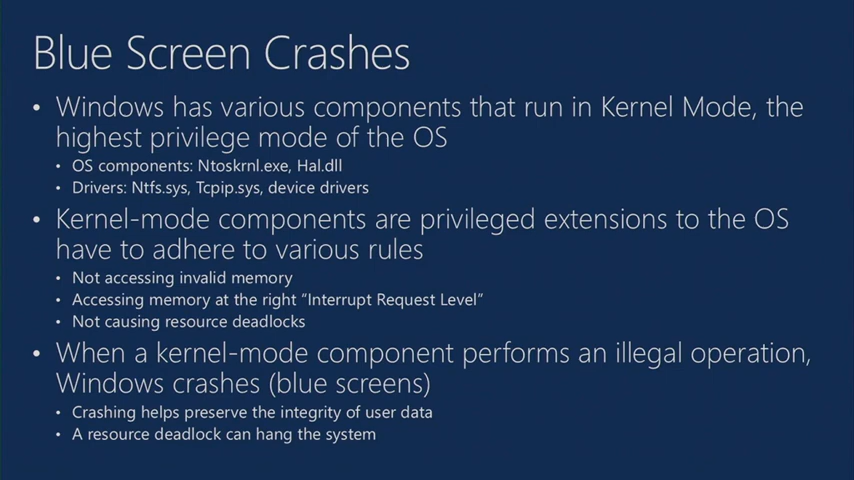 Blue Screen Crashes
• Windows has various components that run in Kernel Mode, the
highest privilege mode of the OS
• OS components: Ntoskrnl.exe, Hal.dll
• Drivers: Ntfs.sys, Tcpip.sys, device drivers
• Kernel-mode components are privileged extensions to the OS
have to adhere to various rules
• Not accessing invalid memory
• Accessing memory at the right “Interrupt Request Level”
• Not causing resource deadlocks
• When a kernel-mode component performs an illegal operation,
Windows crashes (blue screens)
• Crashing helps preserve the integrity of user data
• A resource deadlock can hang the system